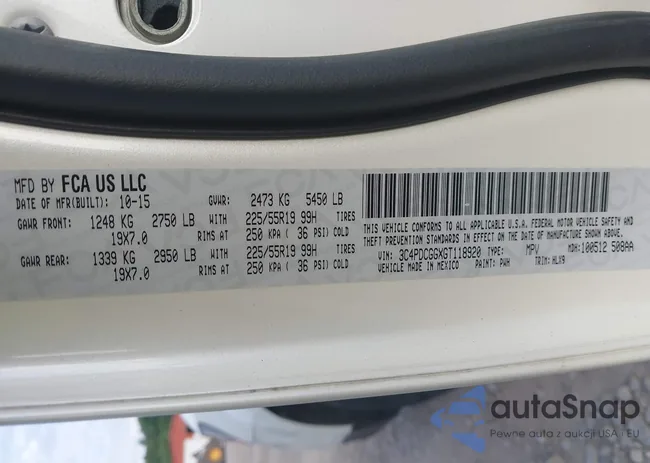 MFD BY FCA US LLC
DATE OF MFR(BUILT): 10-15 GVWR: 2473 KG 5450 LB
GAWR FRONT: 1248 KG 2750 LB WITH 225/55R19 99H TIRES
19X7.0 RIMS AT 250 KPA ( 36 PSI) COLD
GAWR REAR: 1339 KG 2950 LB WITH 225/55R19 99H TIRES
19X7.0 RIMS AT 250 KPA ( 36 PSI) COLD
THIS VEHICLE CONFORMS TO ALL APPLICABLE U.S.A. FEDERAL MOTOR VEHICLE SAFETY, BUMPER AND
THEFT PREVENTION STANDARDS IN EFFECT ON THE DATE OF MANUFACTURE SHOWN ABOVE.
VIN: 3C4PDCGGXGT118920 TYPE: MPV MDH: 100512 508AA
VEHICLE MADE IN MEXICO PAINT: PWH TRIM: HLX9
autaSnap
Pewne auta z aukcji USA i EU